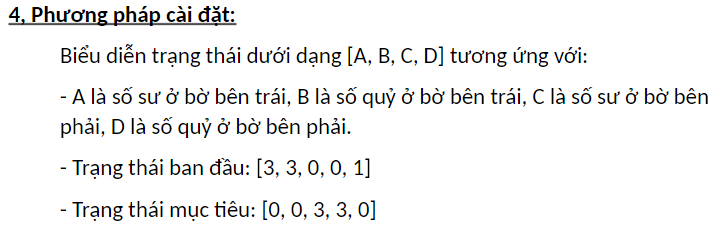 4, Phương pháp cài đặt:
Biểu diễn trạng thái dưới dạng [A, B, C, D] tương ứng với:
- A là số sư ở bờ bên trái, B là số quỷ ở bờ bên trái, C là số sư ở bờ bên
phải, D là số quỷ ở bờ bên phải.
- Trạng thái ban đầu: [3, 3, 0, 0, 1]
- Trạng thái mục tiêu: [0, 0, 3, 3, 0]